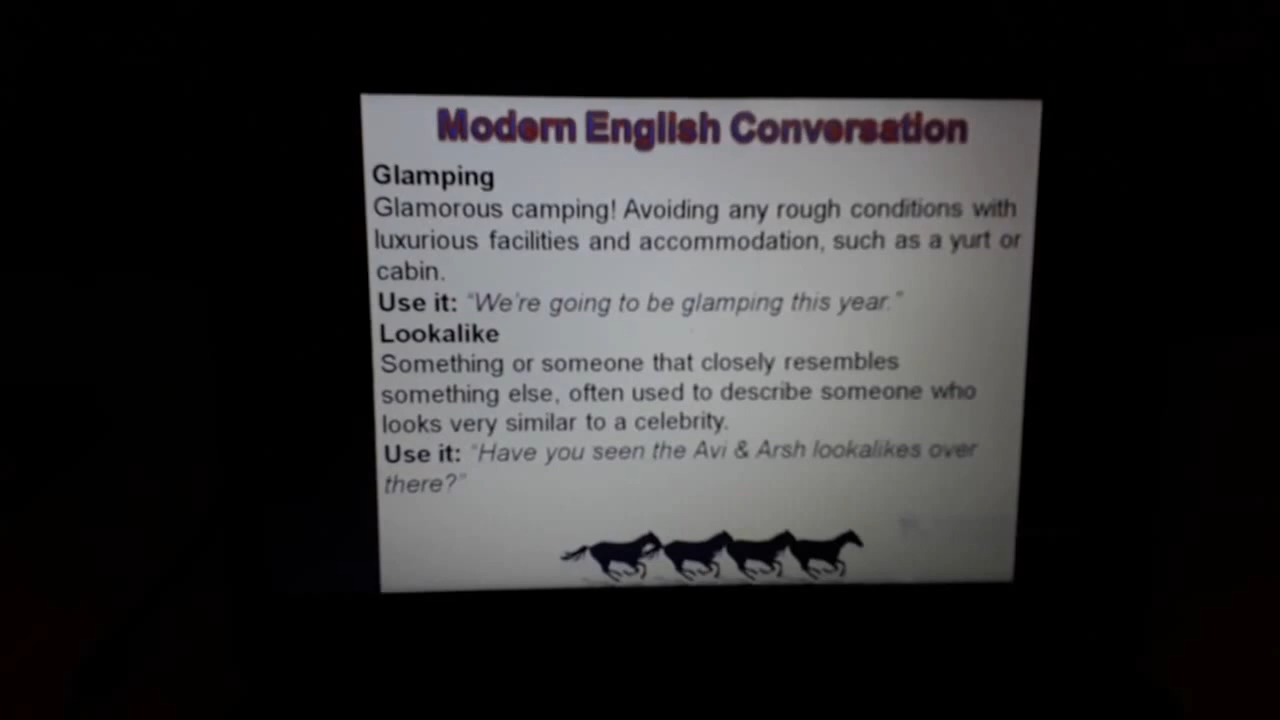 Modern English Conversation
Glamping
Glamorous camping! Avoiding any rough conditions with
luxurious facilities and accommodation, such as a yurt or
cabin.
Use it: "We're going to be glamping this year."
Lookalike
Something or someone that closely resembles
something else, often used to describe someone who
looks very similar to a celebrity.
Use it: "Have you seen the Avi & Arsh lookalikes over
there?"